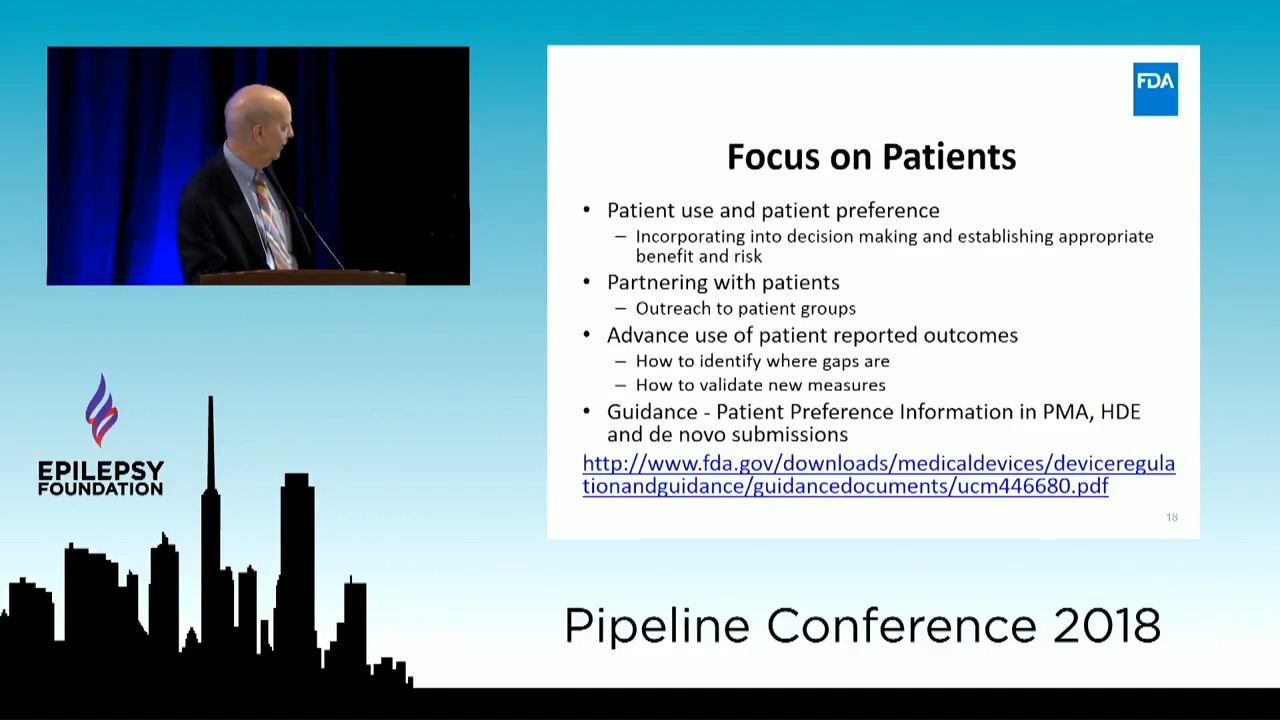 FDA
Focus on Patients
• Patient use and patient preference
– Incorporating into decision making and establishing appropriate
benefit and risk
• Partnering with patients
– Outreach to patient groups
• Advance use of patient reported outcomes
– How to identify where gaps are
– How to validate new measures
• Guidance - Patient Preference Information in PMA, HDE
and de novo submissions
http://www.fda.gov/downloads/medicaldevices/deviceregula
tionandguidance/guidancedocuments/ucm446680.pdf
18
EPILEPSY
FOUNDATION
Pipeline Conference 2018